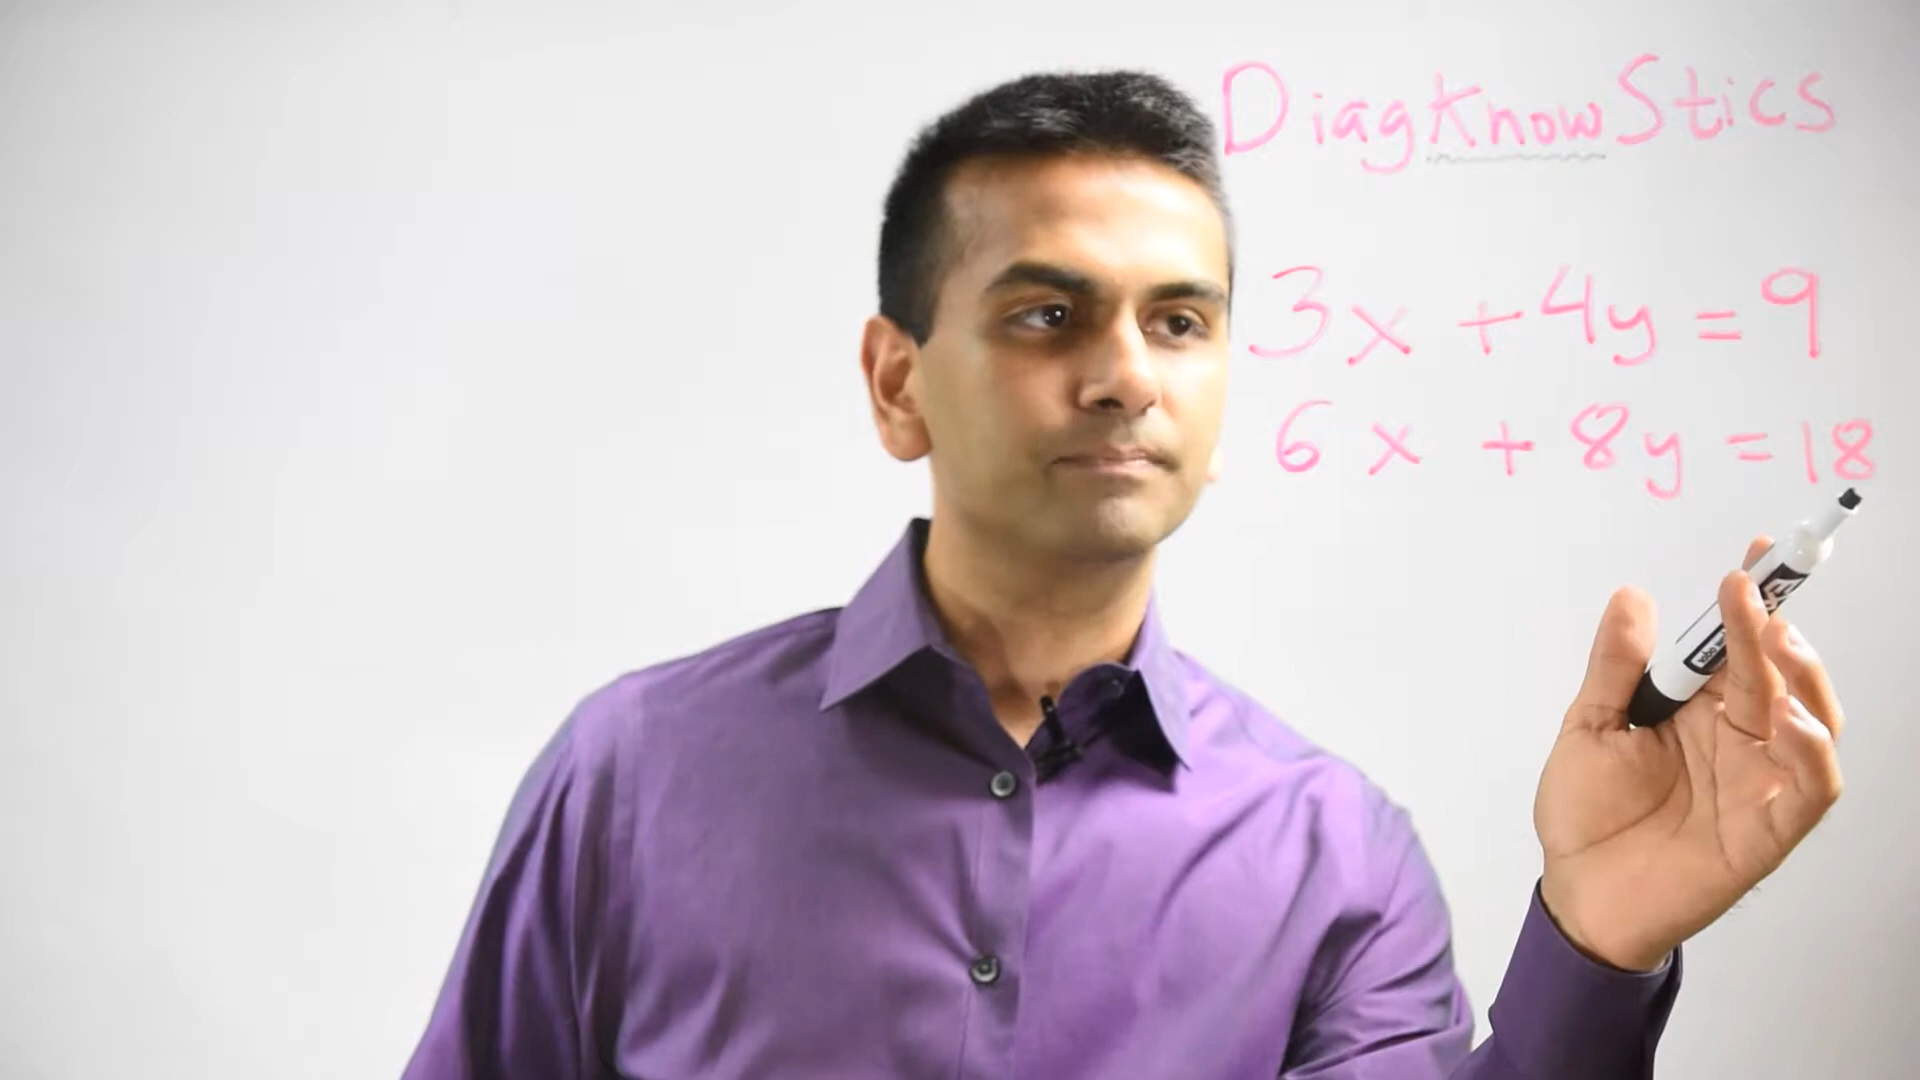 DiagKnowStics
3x + 4y = 9
6x + 8y = 18